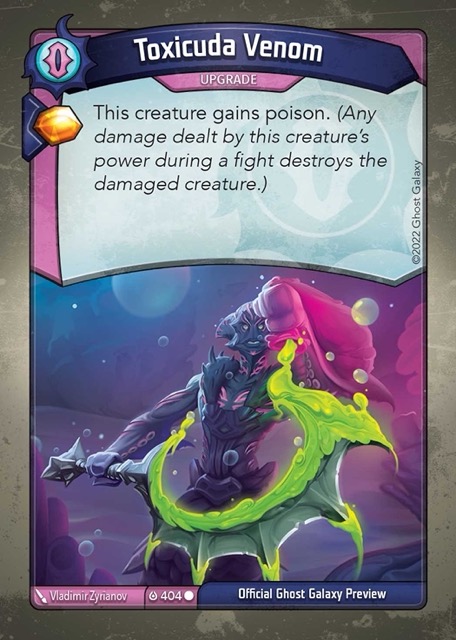 Toxicuda Venom
UPGRADE
This creature gains poison. (Any
damage dealt by this creature's
power during a fight destroys the
damaged creature.)
©2022 Ghost Galaxy
Vladimir Zyrianov
404
Official Ghost Galaxy Preview